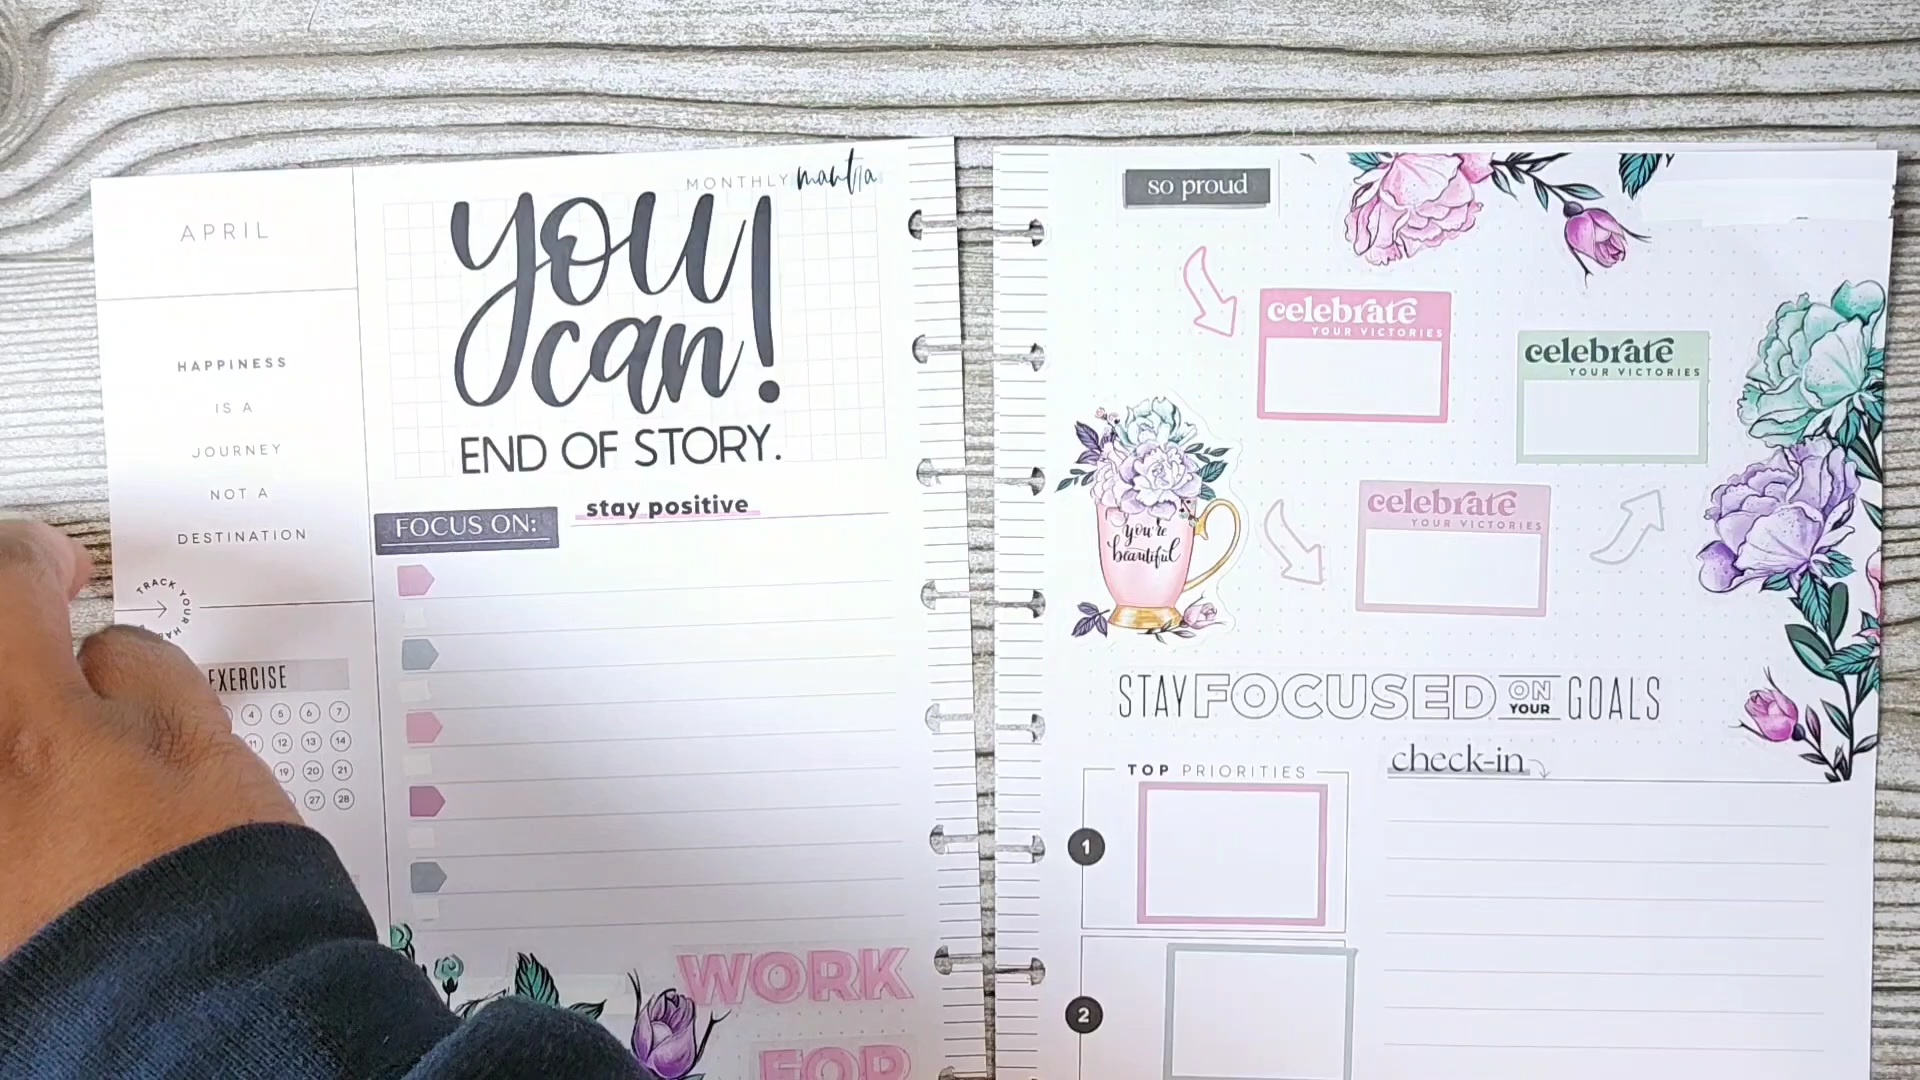 APRIL
HAPPINESS
IS A
JOURNEY
NOT A
DESTINATION
TRACK YOUR
EXERCISE
4 5 6 7
11 12 13 14
19 20 21
27 28
MONTHLY mantra
you
can!
END OF STORY.
FOCUS ON:
stay positive
WORK
FOR
so proud
celebrate
YOUR VICTORIES
celebrate
YOUR VICTORIES
celebrate
YOUR VICTORIES
you're
beautiful
STAY FOCUSED ON YOUR GOALS
TOP PRIORITIES
check-in
1
2